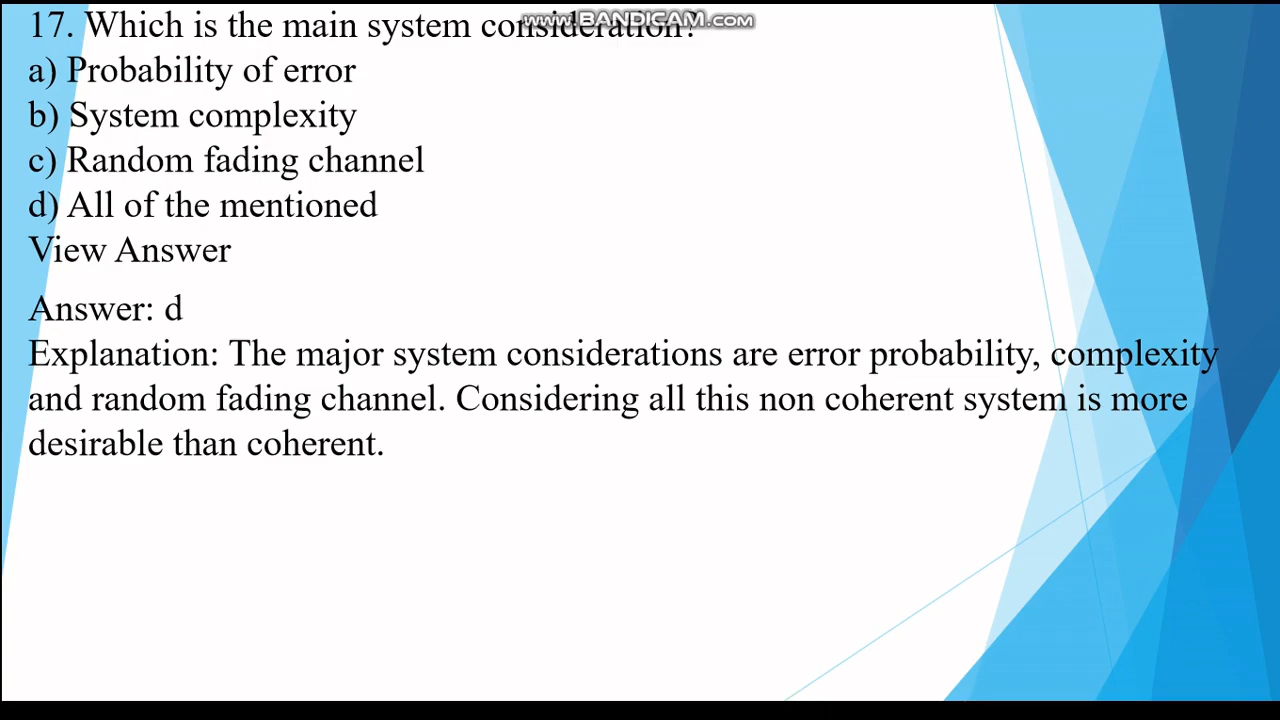 www.BANDICAM.com
17. Which is the main system consideration?
a) Probability of error
b) System complexity
c) Random fading channel
d) All of the mentioned
View Answer
Answer: d
Explanation: The major system considerations are error probability, complexity
and random fading channel. Considering all this non coherent system is more
desirable than coherent.